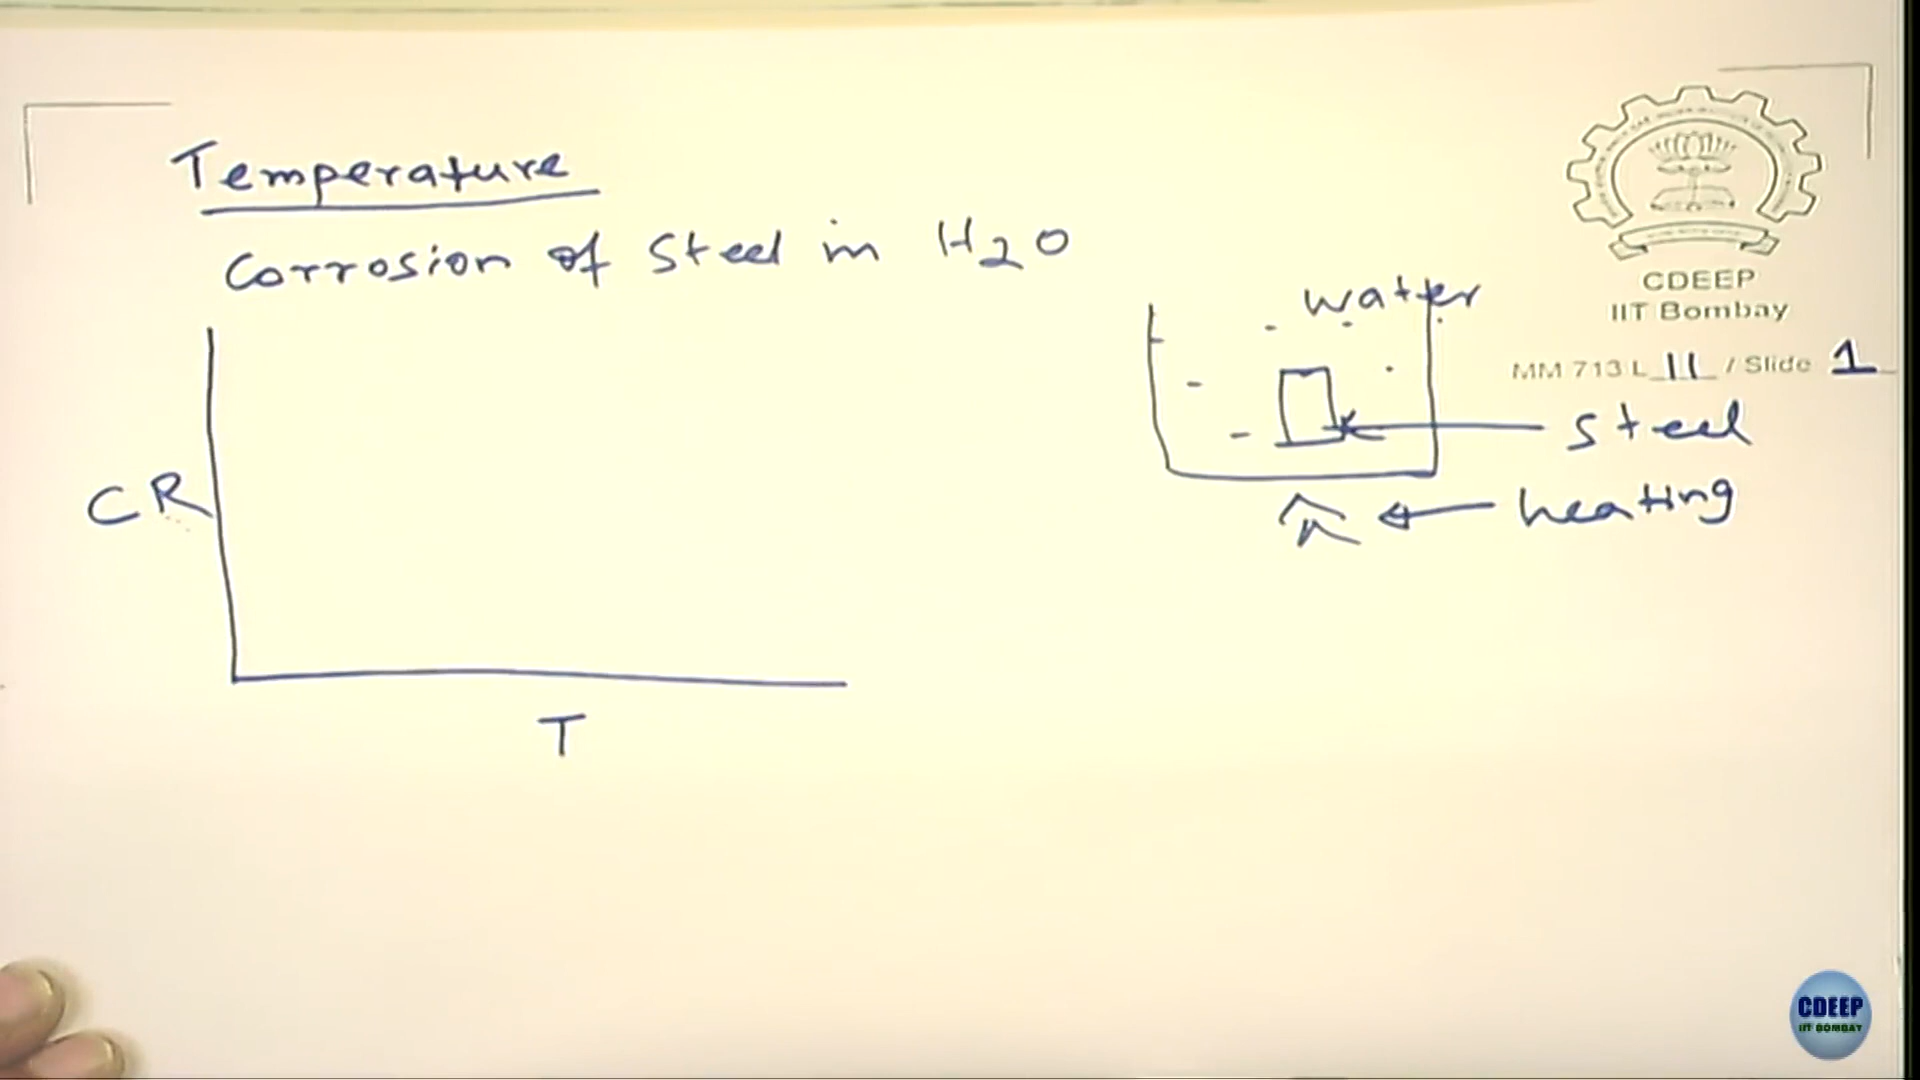 Temperature
Corrosion of Steel in H2O
CR
T
water
steel
heating
CDEEP
IIT Bombay
MM 713 L 11 / Slide 1
CDEEP
IIT BOMBAY